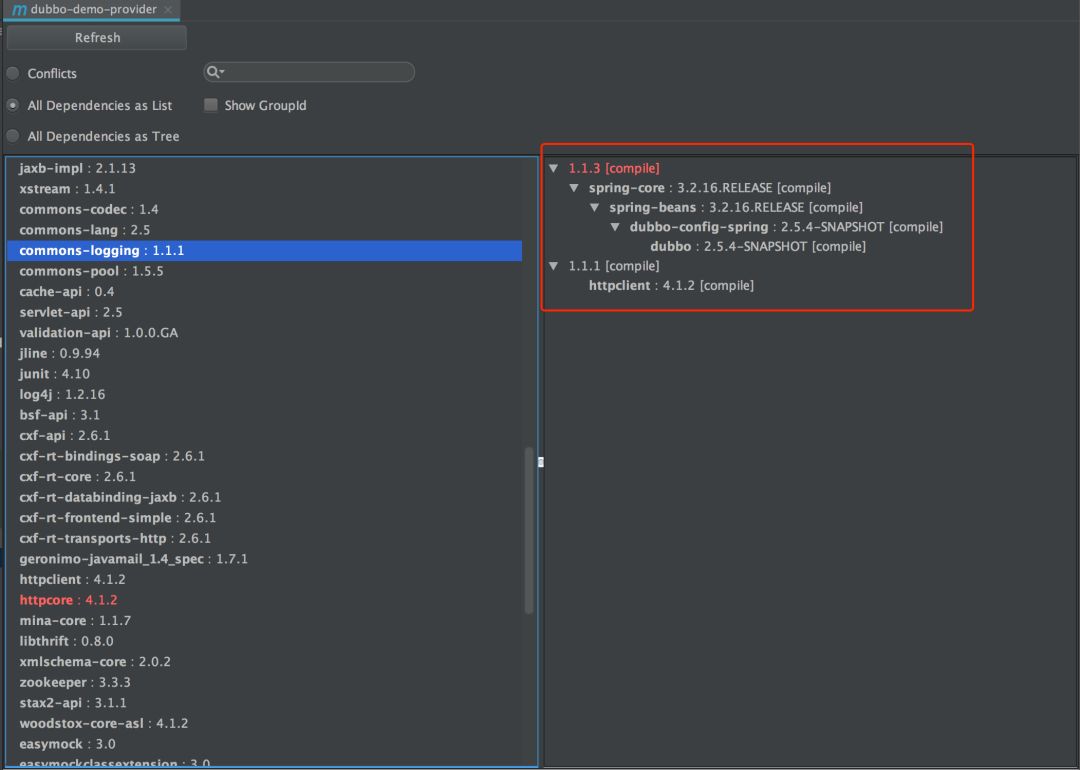 m dubbo-demo-provider
Refresh
Conflicts
All Dependencies as List
Show GroupId
All Dependencies as Tree
jaxb-impl : 2.1.13
xstream : 1.4.1
commons-codec : 1.4
commons-lang : 2.5
commons-logging : 1.1.1
commons-pool : 1.5.5
cache-api : 0.4
servlet-api : 2.5
validation-api : 1.0.0.GA
jline : 0.9.94
junit : 4.10
log4j : 1.2.16
bsf-api : 3.1
cxf-api : 2.6.1
cxf-rt-bindings-soap : 2.6.1
cxf-rt-core : 2.6.1
cxf-rt-databinding-jaxb : 2.6.1
cxf-rt-frontend-simple : 2.6.1
cxf-rt-transports-http : 2.6.1
geronimo-javamail_1.4_spec : 1.7.1
httpclient : 4.1.2
httpcore : 4.1.2
mina-core : 1.1.7
libthrift : 0.8.0
xmlschema-core : 2.0.2
zookeeper : 3.3.3
stax2-api : 3.1.1
woodstox-core-asl : 4.1.2
easymock : 3.0
easymockclassextension : 3.0
1.1.3 [compile]
spring-core : 3.2.16.RELEASE [compile]
spring-beans : 3.2.16.RELEASE [compile]
dubbo-config-spring : 2.5.4-SNAPSHOT [compile]
dubbo : 2.5.4-SNAPSHOT [compile]
1.1.1 [compile]
httpclient : 4.1.2 [compile]